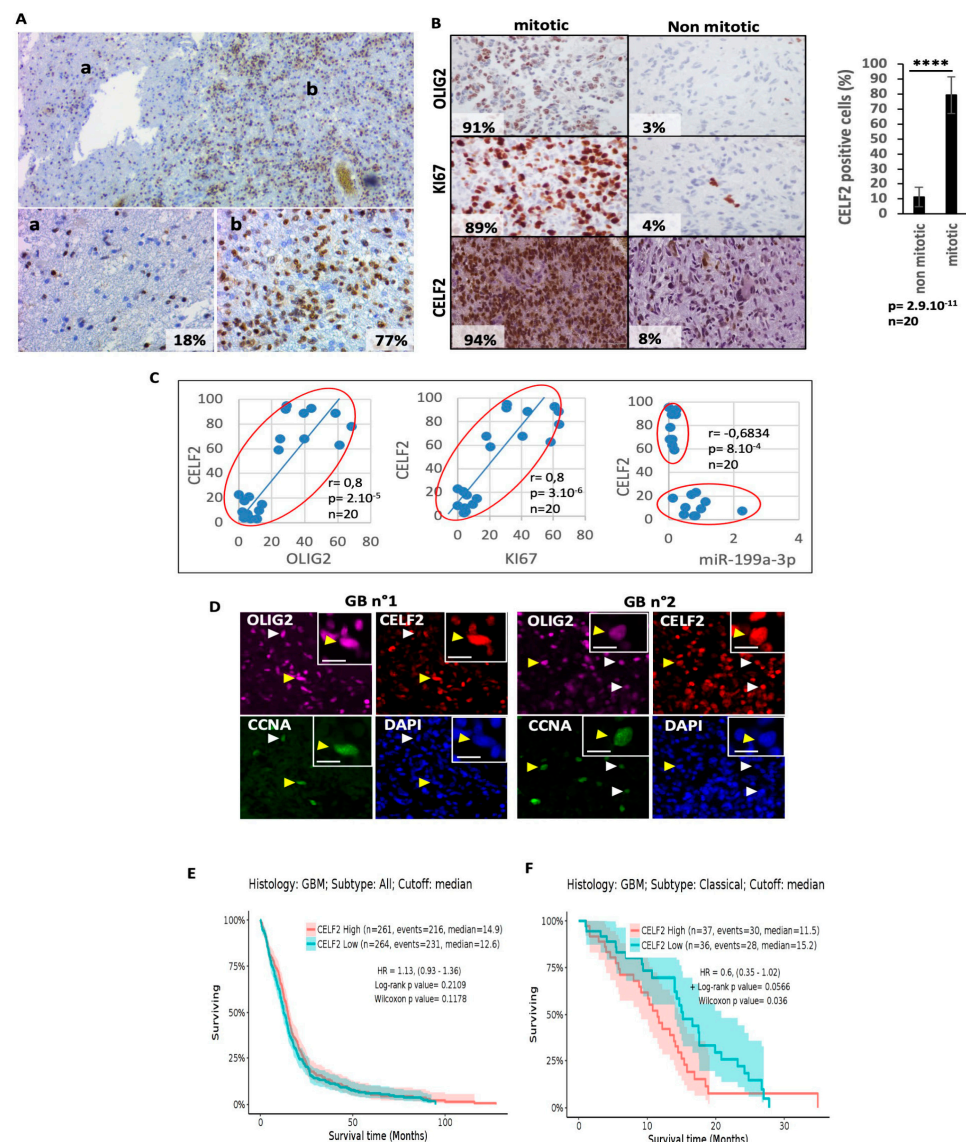 A
a
b
a
18%
b
77%
B
mitotic
Non mitotic
OLIG2
91%
3%
KI67
89%
4%
CELF2
94%
8%
CELF2 positive cells (%)
****
100
90
80
70
60
50
40
30
20
10
0
non mitotic
mitotic
p= 2.9.10⁻¹¹
n=20
C
CELF2
100
80
60
40
20
0
r= 0,8
p= 2.10⁻⁵
n=20
0 20 40 60 80
OLIG2
CELF2
100
80
60
40
20
0
r= 0,8
p= 3.10⁻⁶
n=20
0 20 40 60 80
KI67
CELF2
100
80
60
40
20
0
r= -0,6834
p= 8.10⁻⁴
n=20
0 2 4
miR-199a-3p
D
GB n°1
GB n°2
OLIG2
CELF2
OLIG2
CELF2
CCNA
DAPI
CCNA
DAPI
E
Histology: GBM; Subtype: All; Cutoff: median
100%
75%
50%
25%
0%
Surviving
CELF2 High (n=261, events=216, median=14.9)
CELF2 Low (n=264, events=231, median=12.6)
HR = 1.13, (0.93 - 1.36)
Log-rank p value= 0.2109
Wilcoxon p value= 0.1178
0 50 100
Survival time (Months)
F
Histology: GBM; Subtype: Classical; Cutoff: median
100%
75%
50%
25%
0%
Surviving
CELF2 High (n=37, events=30, median=11.5)
CELF2 Low (n=36, events=28, median=15.2)
HR = 0.6, (0.35 - 1.02)
+ Log-rank p value= 0.0566
Wilcoxon p value= 0.036
0 10 20 30
Survival time (Months)